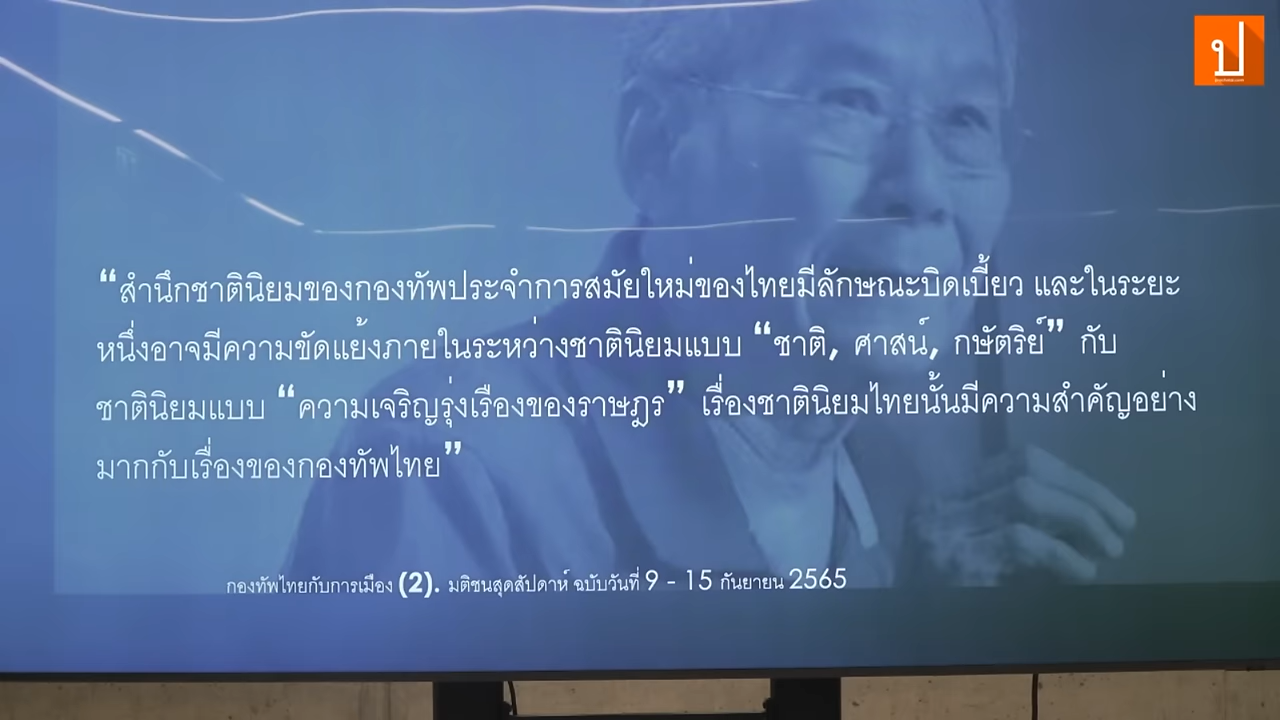 ป
“สำนึกชาตินิยมของกองทัพประจำการสมัยใหม่ของไทยมีลักษณะบิดเบี้ยว และในระยะ
หนึ่งอาจมีความขัดแย้งภายในระหว่างชาตินิยมแบบ “ชาติ, ศาสน์, กษัตริย์” กับ
ชาตินิยมแบบ “ความเจริญรุ่งเรืองของราษฎร” เรื่องชาตินิยมไทยนั้นมีความสำคัญอย่าง
มากกับเรื่องของกองทัพไทย”
กองทัพไทยกับการเมือง (2). มติชนสุดสัปดาห์ ฉบับวันที่ 9 - 15 กันยายน 2565